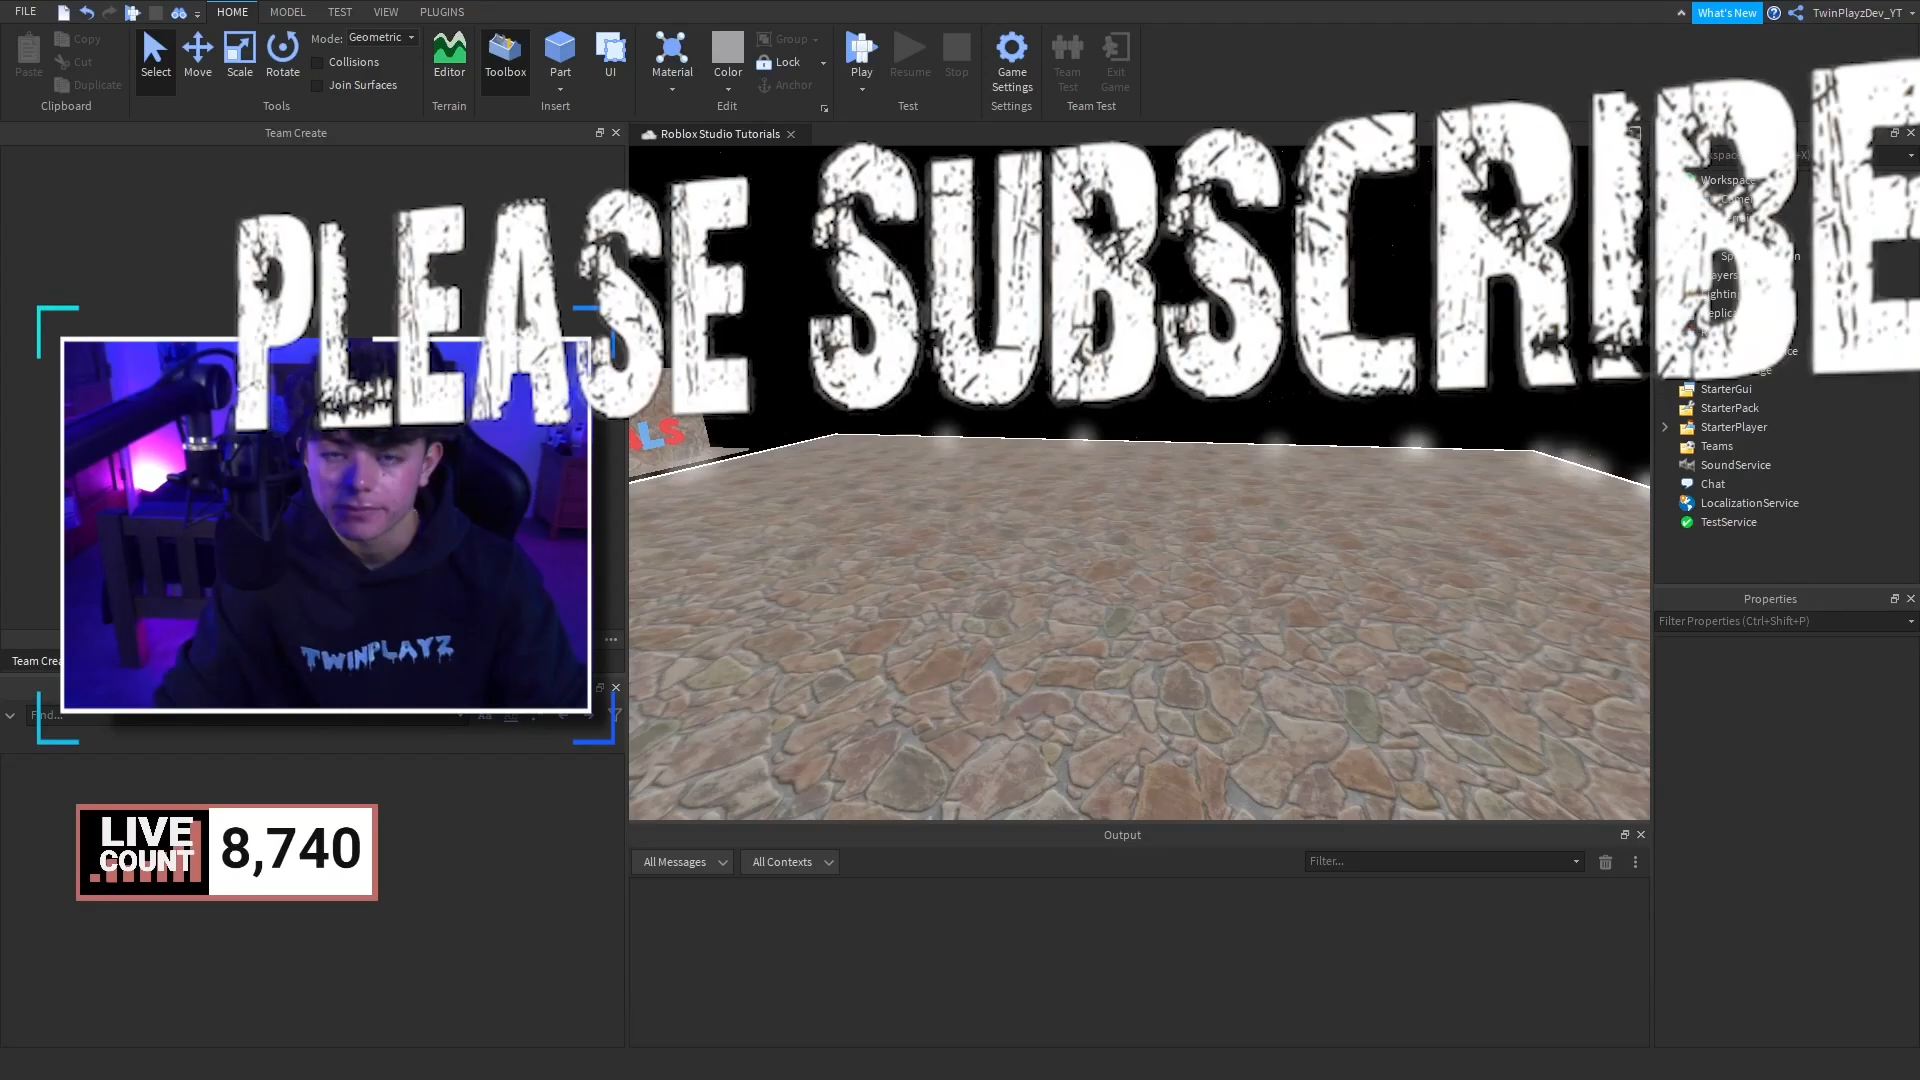 FILE HOME MODEL TEST VIEW PLUGINS What's New TwinPlayzDev_YT
Paste Copy Cut Duplicate
Clipboard
Select Move Scale Rotate
Mode: Geometric
Collisions
Join Surfaces
Tools
Editor
Terrain
Toolbox Part UI
Insert
Material Color
Group
Lock
Anchor
Edit
Play Resume Stop
Test
Game Settings
Settings
Team Test
Exit Game
Team Test
Team Create
Roblox Studio Tutorials
PLEASE SUBSCRIBE
Workspace
StarterGui
StarterPack
StarterPlayer
Teams
SoundService
Chat
LocalizationService
TestService
Properties
Filter Properties (Ctrl+Shift+P)
LS
TWINPLAYZ
Team Crea
Find...
LIVE
COUNT
8,740
Output
All Messages All Contexts Filter...